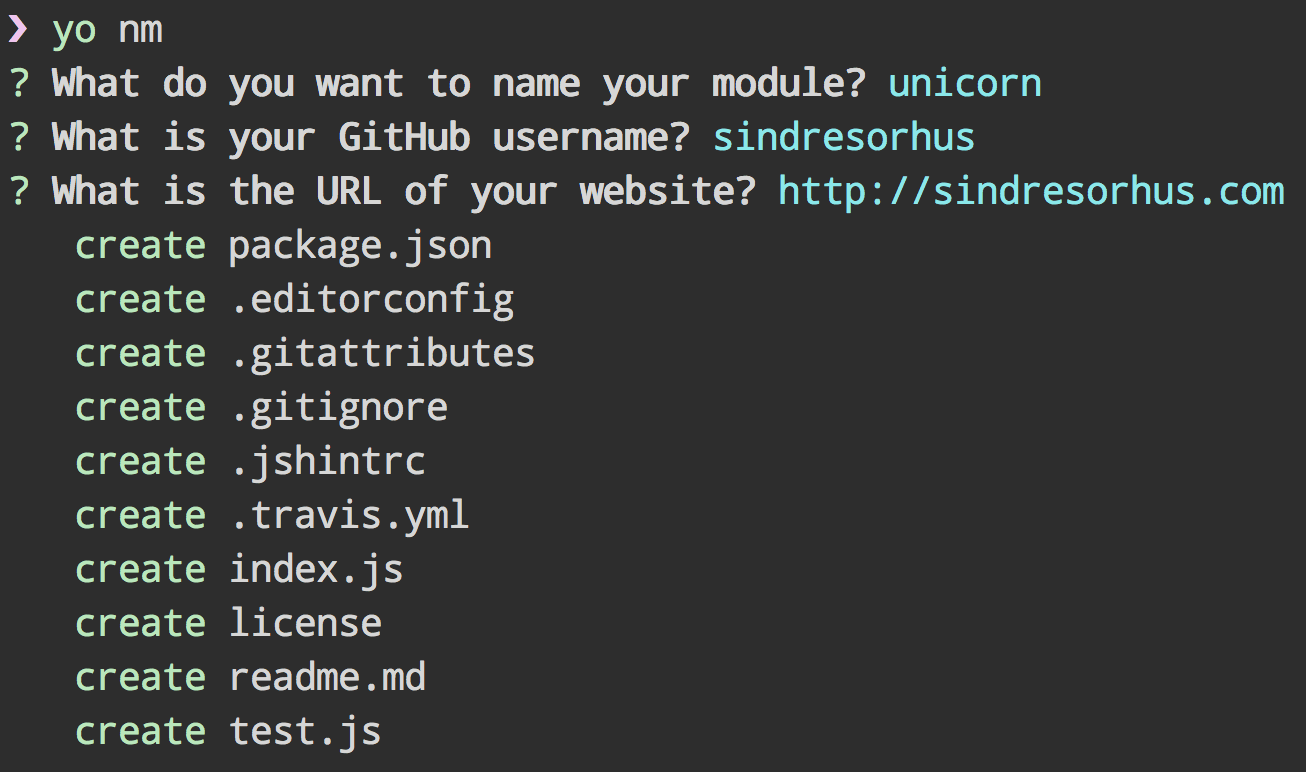 ❯ yo nm
? What do you want to name your module? unicorn
? What is your GitHub username? sindresorhus
? What is the URL of your website? http://sindresorhus.com
create package.json
create .editorconfig
create .gitattributes
create .gitignore
create .jshintrc
create .travis.yml
create index.js
create license
create readme.md
create test.js